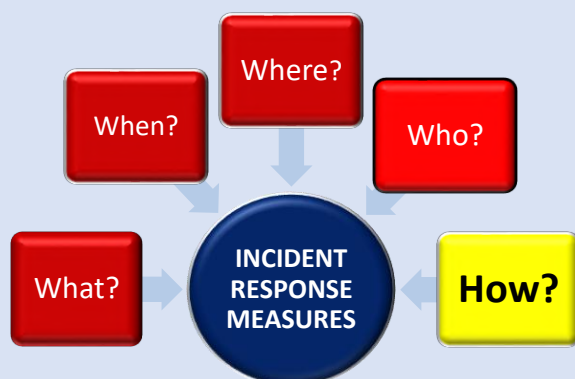 Where?
When?
Who?
What?
INCIDENT
RESPONSE
MEASURES
How?